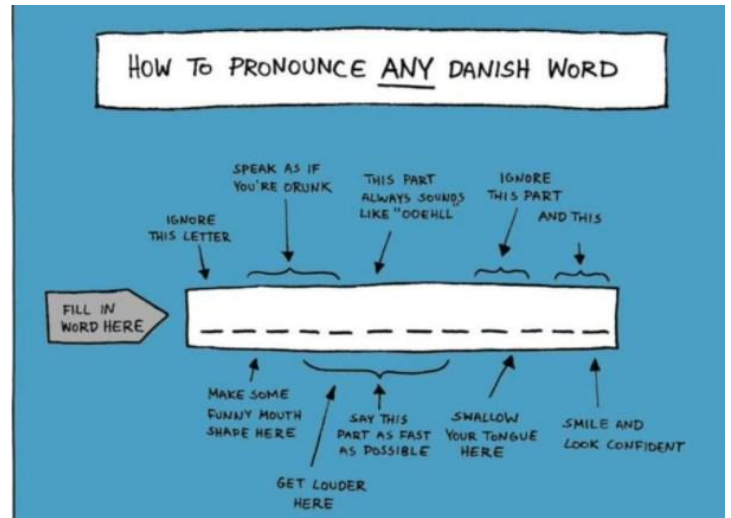 HOW TO PRONOUNCE ANY DANISH WORD
SPEAK AS IF
YOU'RE DRUNK
THIS PART
ALWAYS SOUNDS
LIKE "OOEHLL"
IGNORE
THIS PART
AND THIS
IGNORE
THIS LETTER
FILL IN
WORD HERE
MAKE SOME
FUNNY MOUTH
SHAPE HERE
GET LOUDER
HERE
SAY THIS
PART AS FAST
AS POSSIBLE
SWALLOW
YOUR TONGUE
HERE
SMILE AND
LOOK CONFIDENT